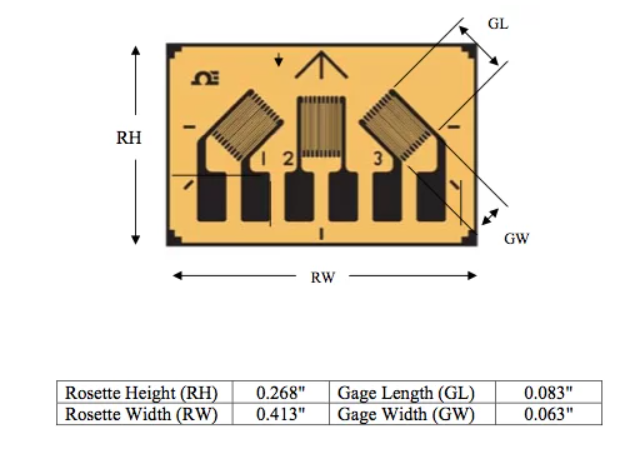 GL
RH
1 2 3
GW
RW
Rosette Height (RH) 0.268" Gage Length (GL) 0.083"
Rosette Width (RW) 0.413" Gage Width (GW) 0.063"